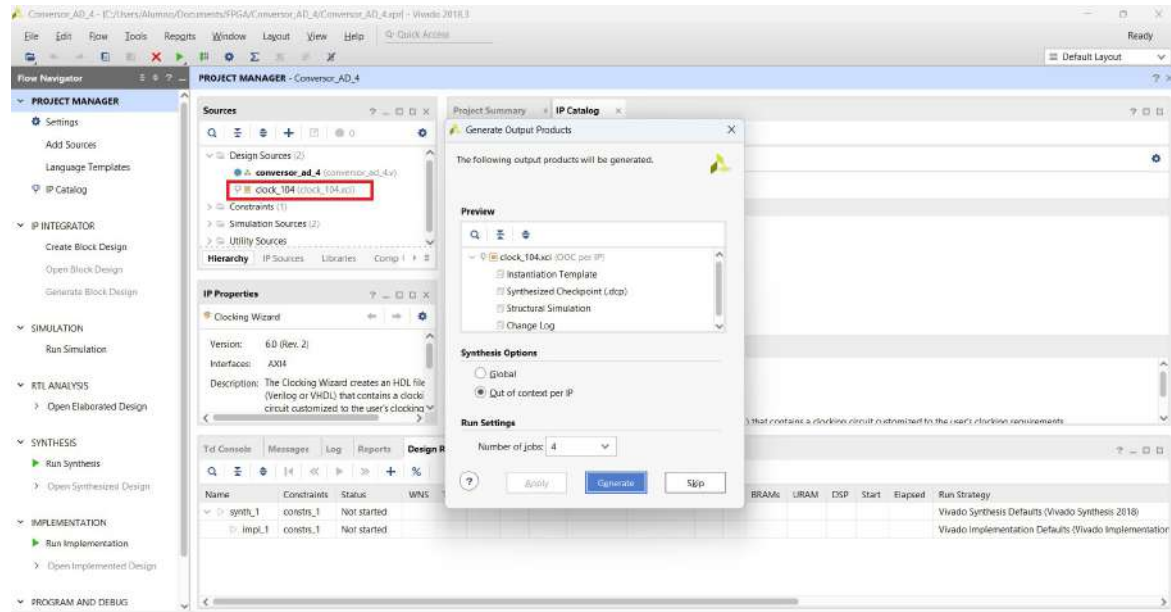 Conversor_AD_4 - [C:/Users/Alumno/Documents/FPGA/Conversor_AD_4/Conversor_AD_4.xpr] - Vivado 2018.3
File Edit Flow Tools Reports Window Layout View Help Quick Access
Ready
Default Layout
Flow Navigator
PROJECT MANAGER - Conversor_AD_4
PROJECT MANAGER
Settings
Add Sources
Language Templates
IP Catalog
IP INTEGRATOR
Create Block Design
Open Block Design
Generate Block Design
SIMULATION
Run Simulation
RTL ANALYSIS
Open Elaborated Design
SYNTHESIS
Run Synthesis
Open Synthesized Design
IMPLEMENTATION
Run Implementation
Open Implemented Design
PROGRAM AND DEBUG
Sources
0
Design Sources (2)
conversor_ad_4 (conversor_ad_4.v)
clock_104 (clock_104.xci)
Constraints (1)
Simulation Sources (2)
Utility Sources
Hierarchy IP Sources Libraries Comp
IP Properties
Clocking Wizard
Version: 6.0 (Rev. 2)
Interfaces: AXI4
Description: The Clocking Wizard creates an HDL file
(Verilog or VHDL) that contains a clocki
circuit customized to the user's clocking
Project Summary IP Catalog
Generate Output Products
The following output products will be generated.
Preview
clock_104.xci (OOC per IP)
Instantiation Template
Synthesized Checkpoint (.dcp)
Structural Simulation
Change Log
Synthesis Options
Global
Out of context per IP
Run Settings
Number of jobs: 4
? Apply Generate Skip
) that contains a clocking circuit customized to the user's clocking requirements.
Tcl Console Messages Log Reports Design R
Name Constraints Status WNS BRAMs URAM DSP Start Elapsed Run Strategy
synth_1 constrs_1 Not started Vivado Synthesis Defaults (Vivado Synthesis 2018)
impl_1 constrs_1 Not started Vivado Implementation Defaults (Vivado Implementation